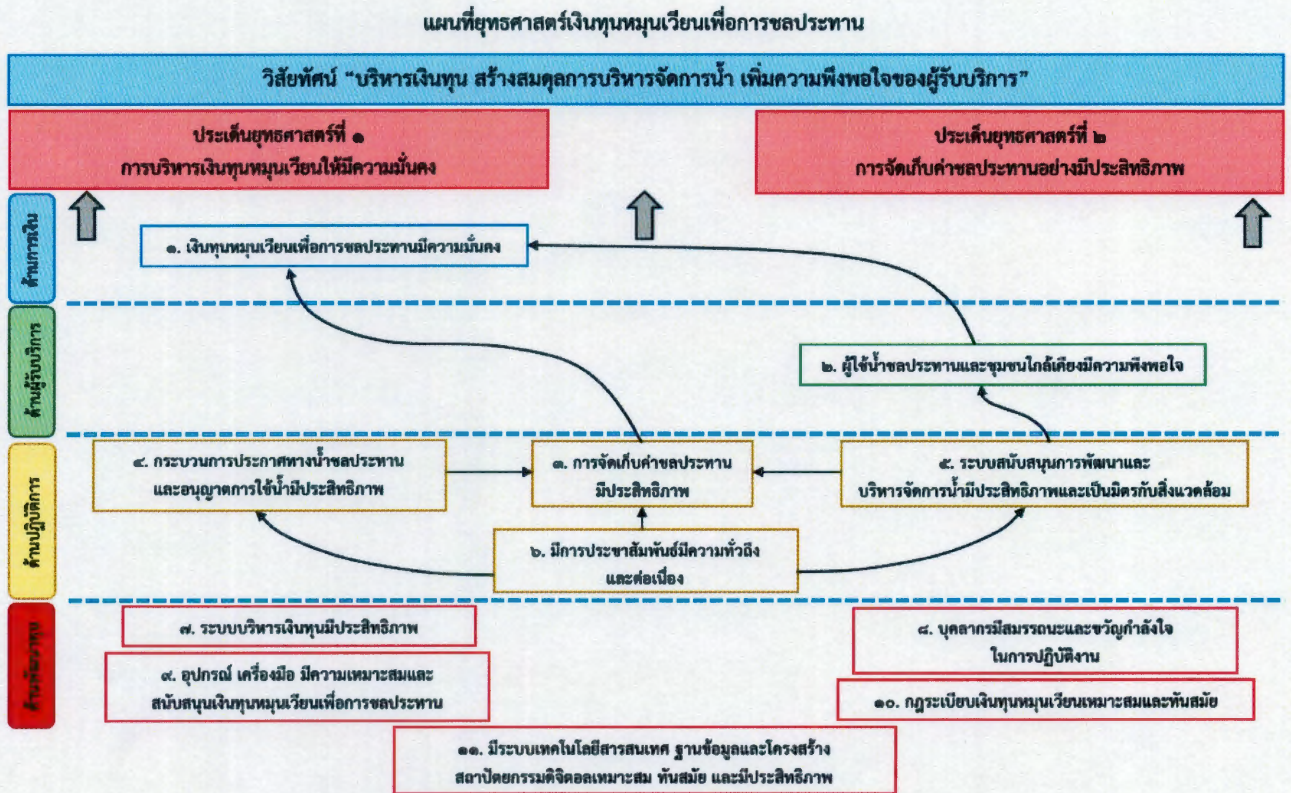 แผนที่ยุทธศาสตร์เงินทุนหมุนเวียนเพื่อการชลประทาน
วิสัยทัศน์ “บริหารเงินทุน สร้างสมดุลการบริหารจัดการน้ำ เพิ่มความพึงพอใจของผู้รับบริการ”
ประเด็นยุทธศาสตร์ที่ ๑
การบริหารเงินทุนหมุนเวียนให้มีความมั่นคง
ประเด็นยุทธศาสตร์ที่ ๒
การจัดเก็บค่าชลประทานอย่างมีประสิทธิภาพ
ด้านการเงิน
๑. เงินทุนหมุนเวียนเพื่อการชลประทานมีความมั่นคง
ด้านผู้รับบริการ
๒. ผู้ใช้น้ำชลประทานและชุมชนใกล้เคียงมีความพึงพอใจ
ด้านปฏิบัติการ
๔. กระบวนการประกาศทางน้ำชลประทาน
และอนุญาตการใช้น้ำมีประสิทธิภาพ
๓. การจัดเก็บค่าชลประทาน
มีประสิทธิภาพ
๕. ระบบสนับสนุนการพัฒนาและ
บริหารจัดการน้ำมีประสิทธิภาพและเป็นมิตรกับสิ่งแวดล้อม
๖. มีการประชาสัมพันธ์มีความทั่วถึง
และต่อเนื่อง
ด้านพัฒนาทุน
๗. ระบบบริหารเงินทุนมีประสิทธิภาพ
๘. บุคลากรมีสมรรถนะและขวัญกำลังใจ
ในการปฏิบัติงาน
๙. อุปกรณ์ เครื่องมือ มีความเหมาะสมและ
สนับสนุนเงินทุนหมุนเวียนเพื่อการชลประทาน
๑๐. กฎระเบียบเงินทุนหมุนเวียนเหมาะสมและทันสมัย
๑๑. มีระบบเทคโนโลยีสารสนเทศ ฐานข้อมูลและโครงสร้าง
สถาปัตยกรรมดิจิตอลเหมาะสม ทันสมัย และมีประสิทธิภาพ